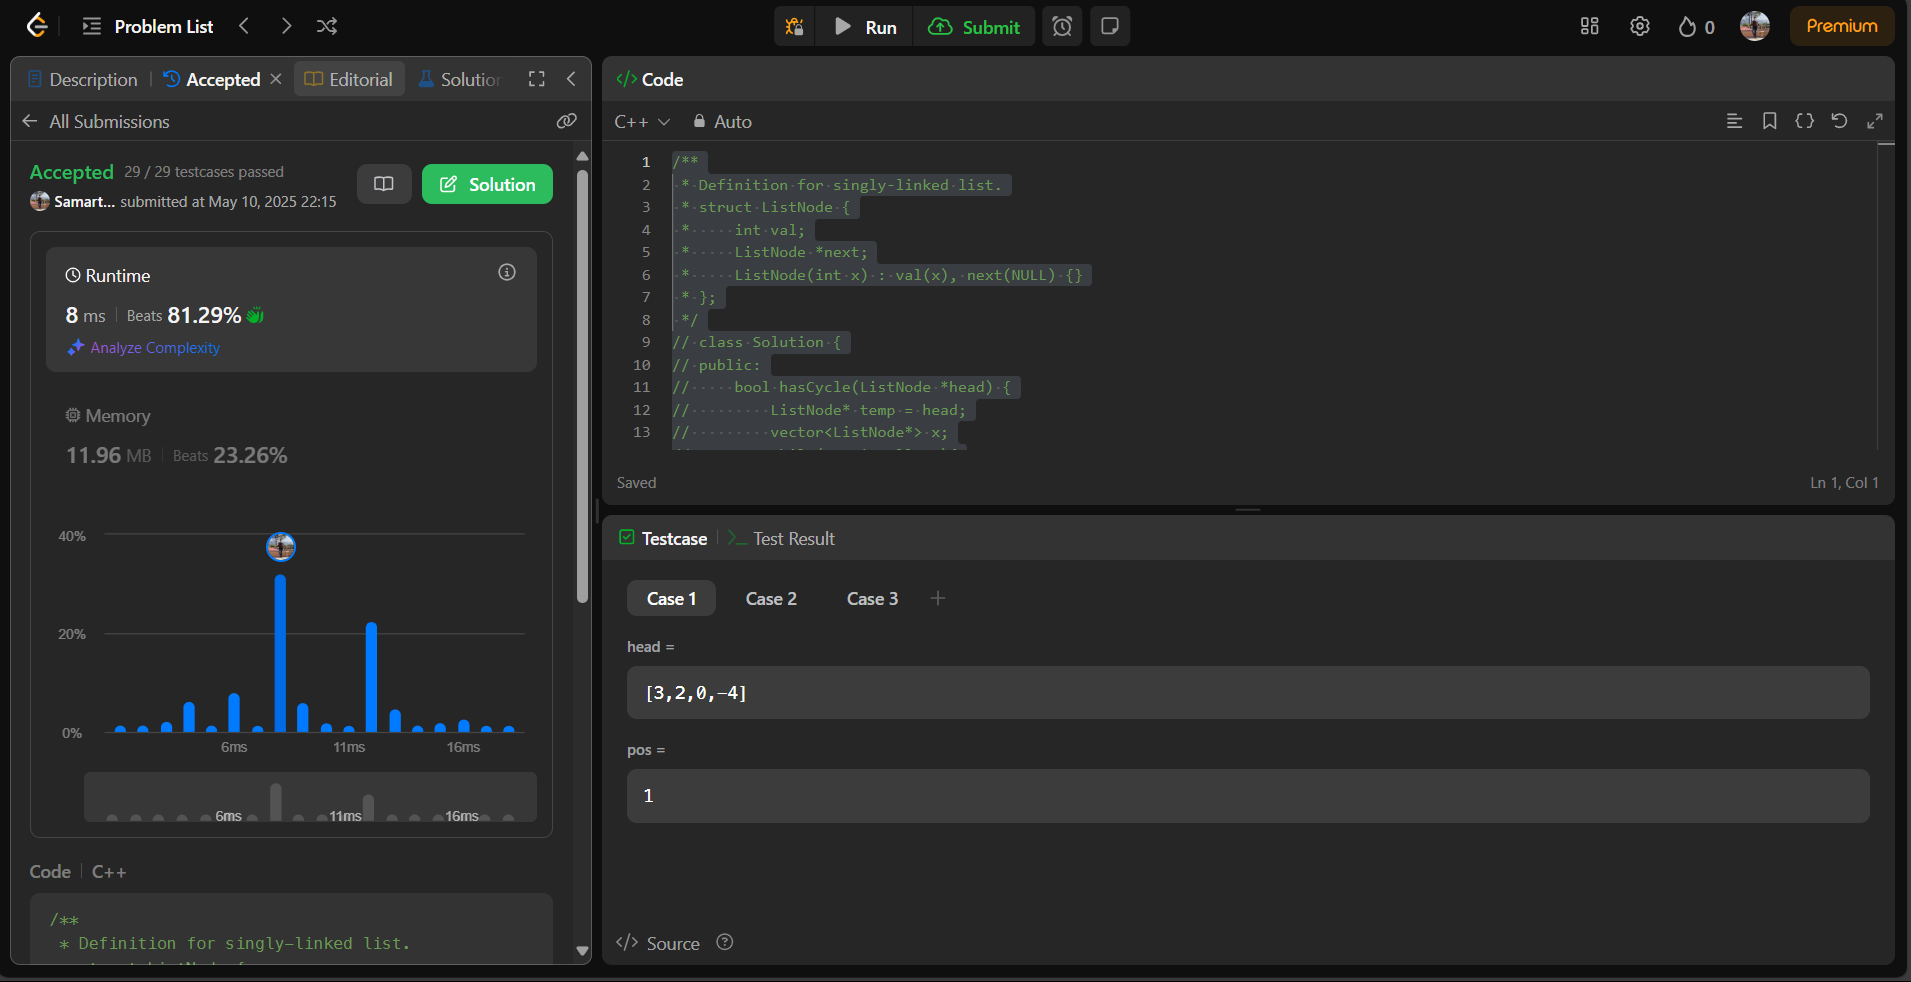 Problem List
Run
Submit
0
Premium
Description
Accepted
Editorial
Solution
All Submissions
Accepted 29 / 29 testcases passed
Samart... submitted at May 10, 2025 22:15
Solution
Runtime
8 ms Beats 81.29%
Analyze Complexity
Memory
11.96 MB Beats 23.26%
40%
20%
0%
6ms 11ms 16ms
6ms 11ms 16ms
Code C++
/**
* Definition for singly-linked list.
</> Code
C++ Auto
1 /**
2 * Definition for singly-linked list.
3 * struct ListNode {
4 * int val;
5 * ListNode *next;
6 * ListNode(int x) : val(x), next(NULL) {}
7 * };
8 */
9 // class Solution {
10 // public:
11 // bool hasCycle(ListNode *head) {
12 // ListNode* temp = head;
13 // vector<ListNode*> x;
Saved
Ln 1, Col 1
Testcase
Test Result
Case 1 Case 2 Case 3 +
head =
[3,2,0,-4]
pos =
1
</> Source ?